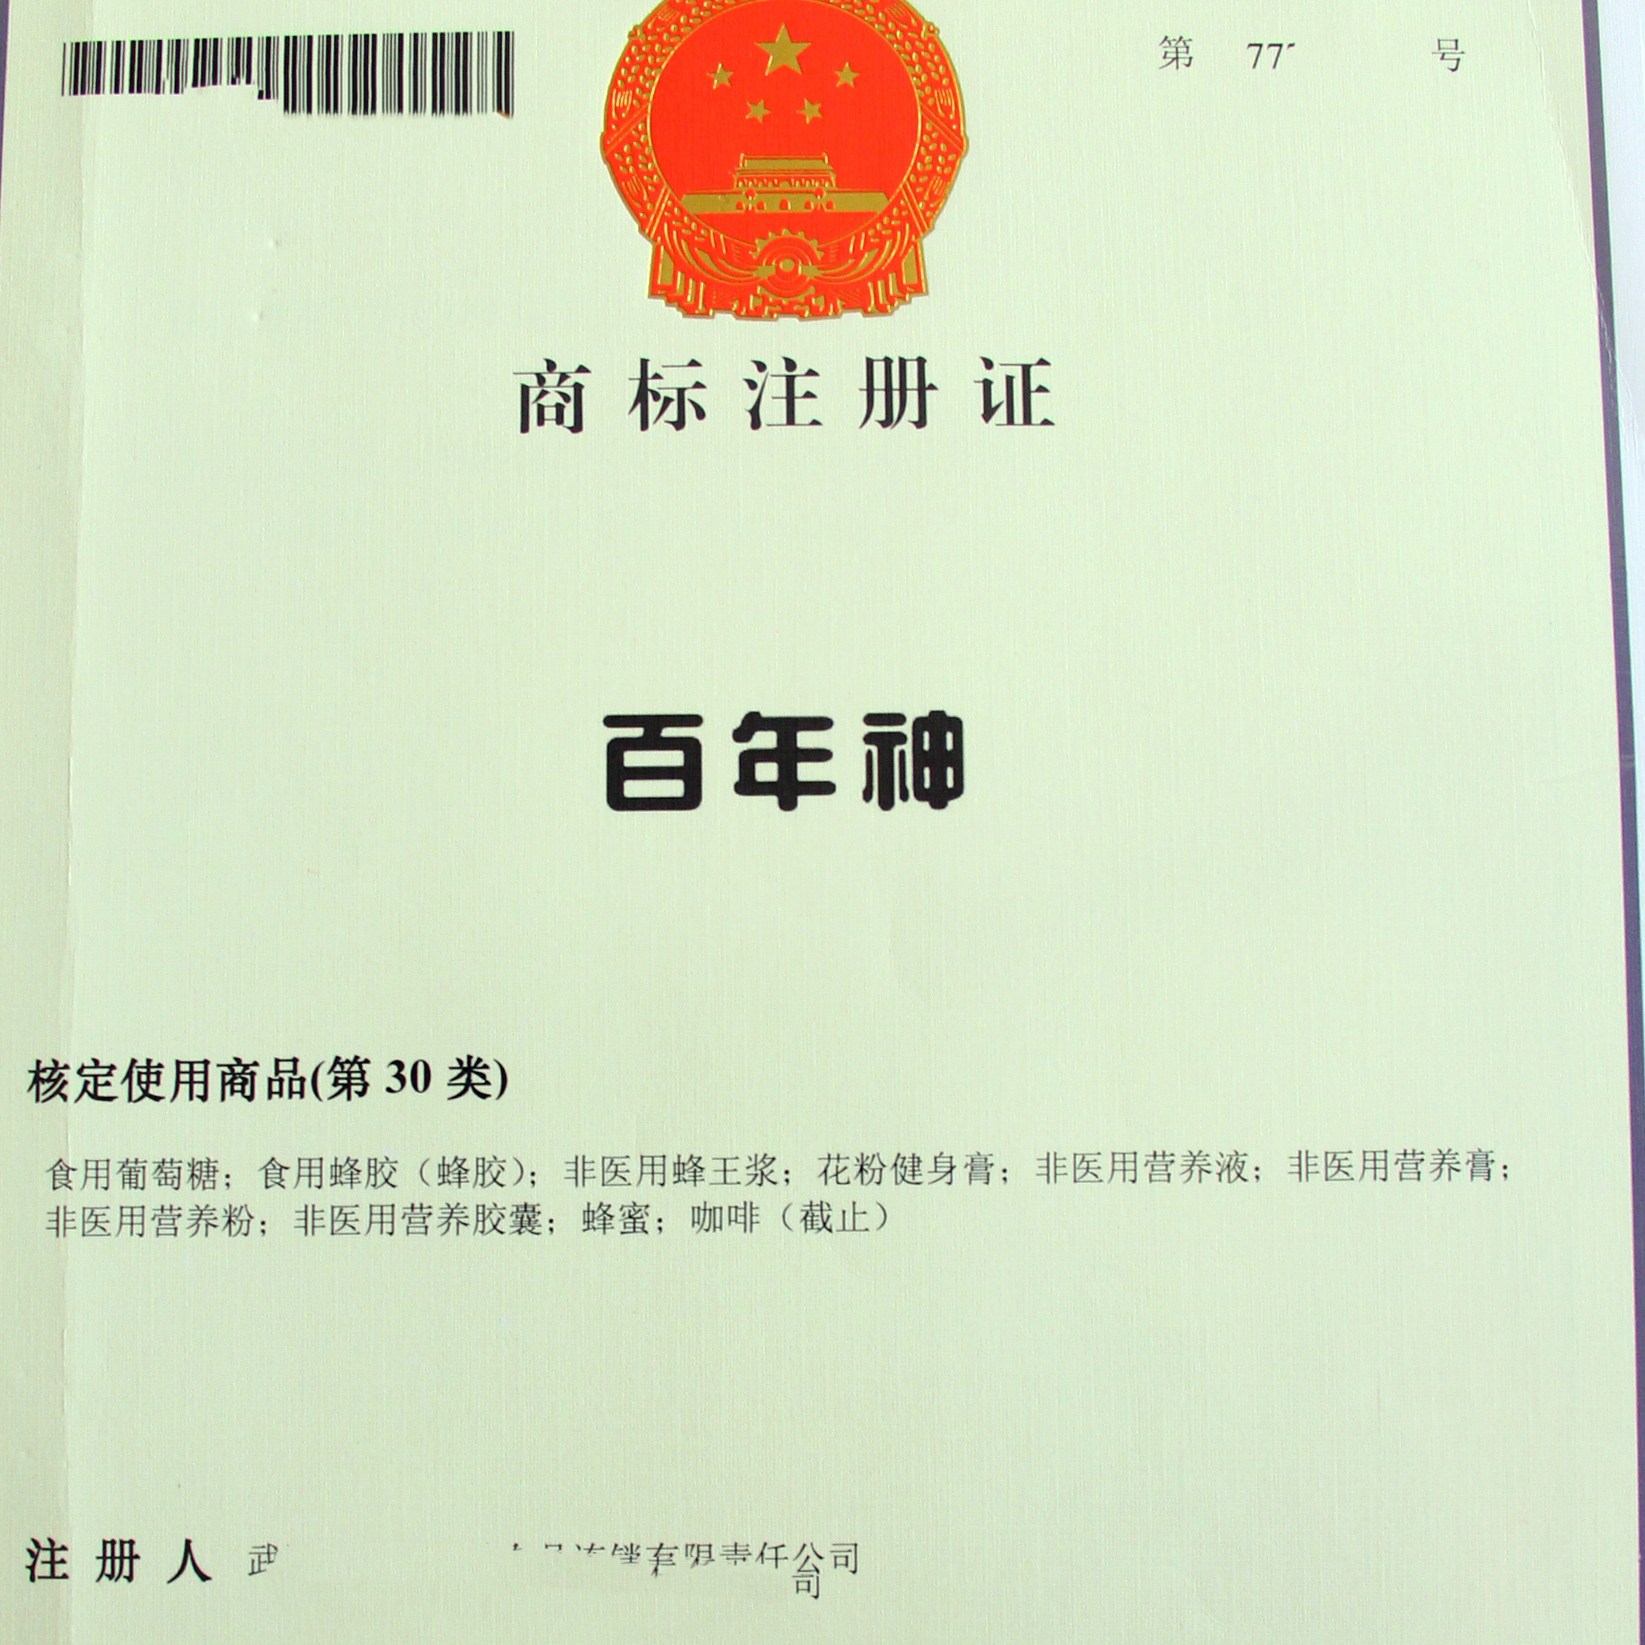 第 77 号
商标注册证
百年神
核定使用商品(第 30 类)
食用葡萄糖；食用蜂胶（蜂胶）；非医用蜂王浆；花粉健身膏；非医用营养液；非医用营养膏；
非医用营养粉；非医用营养胶囊；蜂蜜；咖啡（截止）
注册人 武 连锁有限责任公司
司